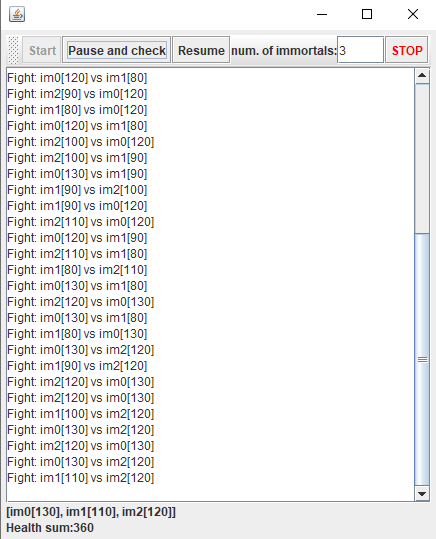 Start Pause and check Resume num. of immortals: 3 STOP
Fight: im0[120] vs im1[80]
Fight: im2[90] vs im0[120]
Fight: im1[80] vs im0[120]
Fight: im0[120] vs im1[80]
Fight: im2[100] vs im0[120]
Fight: im2[100] vs im1[90]
Fight: im0[130] vs im1[90]
Fight: im1[90] vs im2[100]
Fight: im1[90] vs im0[120]
Fight: im2[110] vs im0[120]
Fight: im0[120] vs im1[90]
Fight: im2[110] vs im1[80]
Fight: im1[80] vs im2[110]
Fight: im0[130] vs im1[80]
Fight: im2[120] vs im0[130]
Fight: im0[130] vs im1[80]
Fight: im1[80] vs im0[130]
Fight: im0[130] vs im2[120]
Fight: im1[90] vs im2[120]
Fight: im2[120] vs im0[130]
Fight: im2[120] vs im0[130]
Fight: im1[100] vs im2[120]
Fight: im0[130] vs im2[120]
Fight: im2[120] vs im0[130]
Fight: im0[130] vs im2[120]
Fight: im1[110] vs im2[120]
[im0[130], im1[110], im2[120]]
Health sum:360